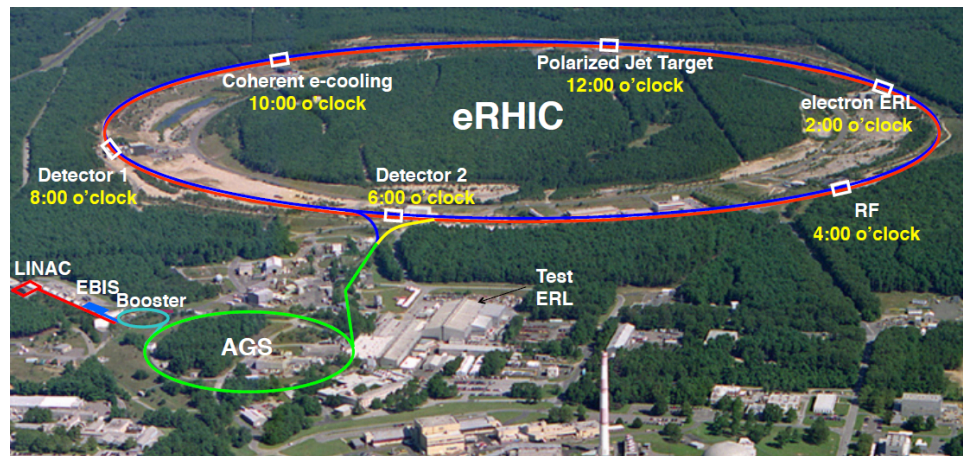 Coherent e-cooling
10:00 o'clock
Polarized Jet Target
12:00 o'clock
eRHIC
electron ERL
2:00 o'clock
Detector 1
8:00 o'clock
Detector 2
6:00 o'clock
RF
4:00 o'clock
LINAC
EBIS
Booster
Test
ERL
AGS